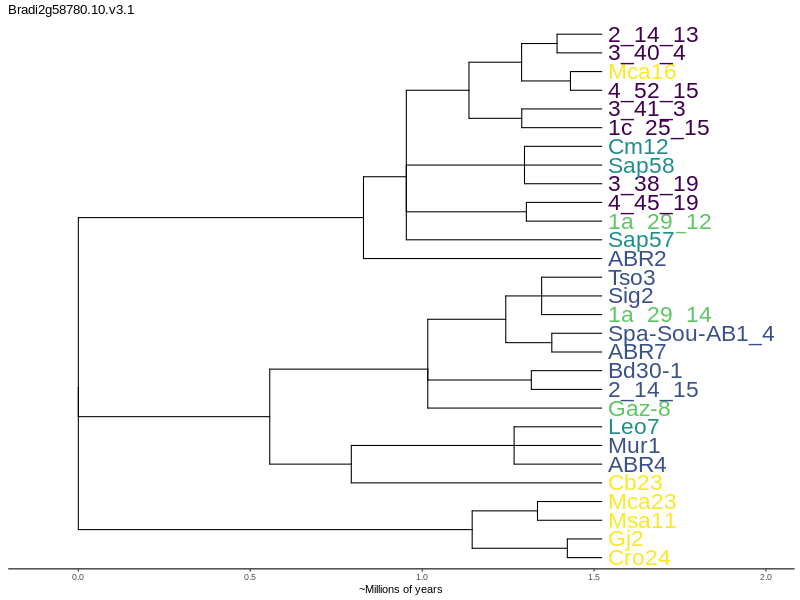 Bradi2g58780.10.v3.1
2_14_13
3_40_4
Mca16
4_52_15
3_41_3
1c_25_15
Cm12
Sap58
3_38_19
4_45_19
1a_29_12
Sap57
ABR2
Tso3
Sig2
1a_29_14
Spa-Sou-AB1_4
ABR7
Bd30-1
2_14_15
Gaz-8
Leo7
Mur1
ABR4
Cb23
Mca23
Msa11
Gj2
Cro24
0.0 0.5 1.0 1.5 2.0
~Millions of years